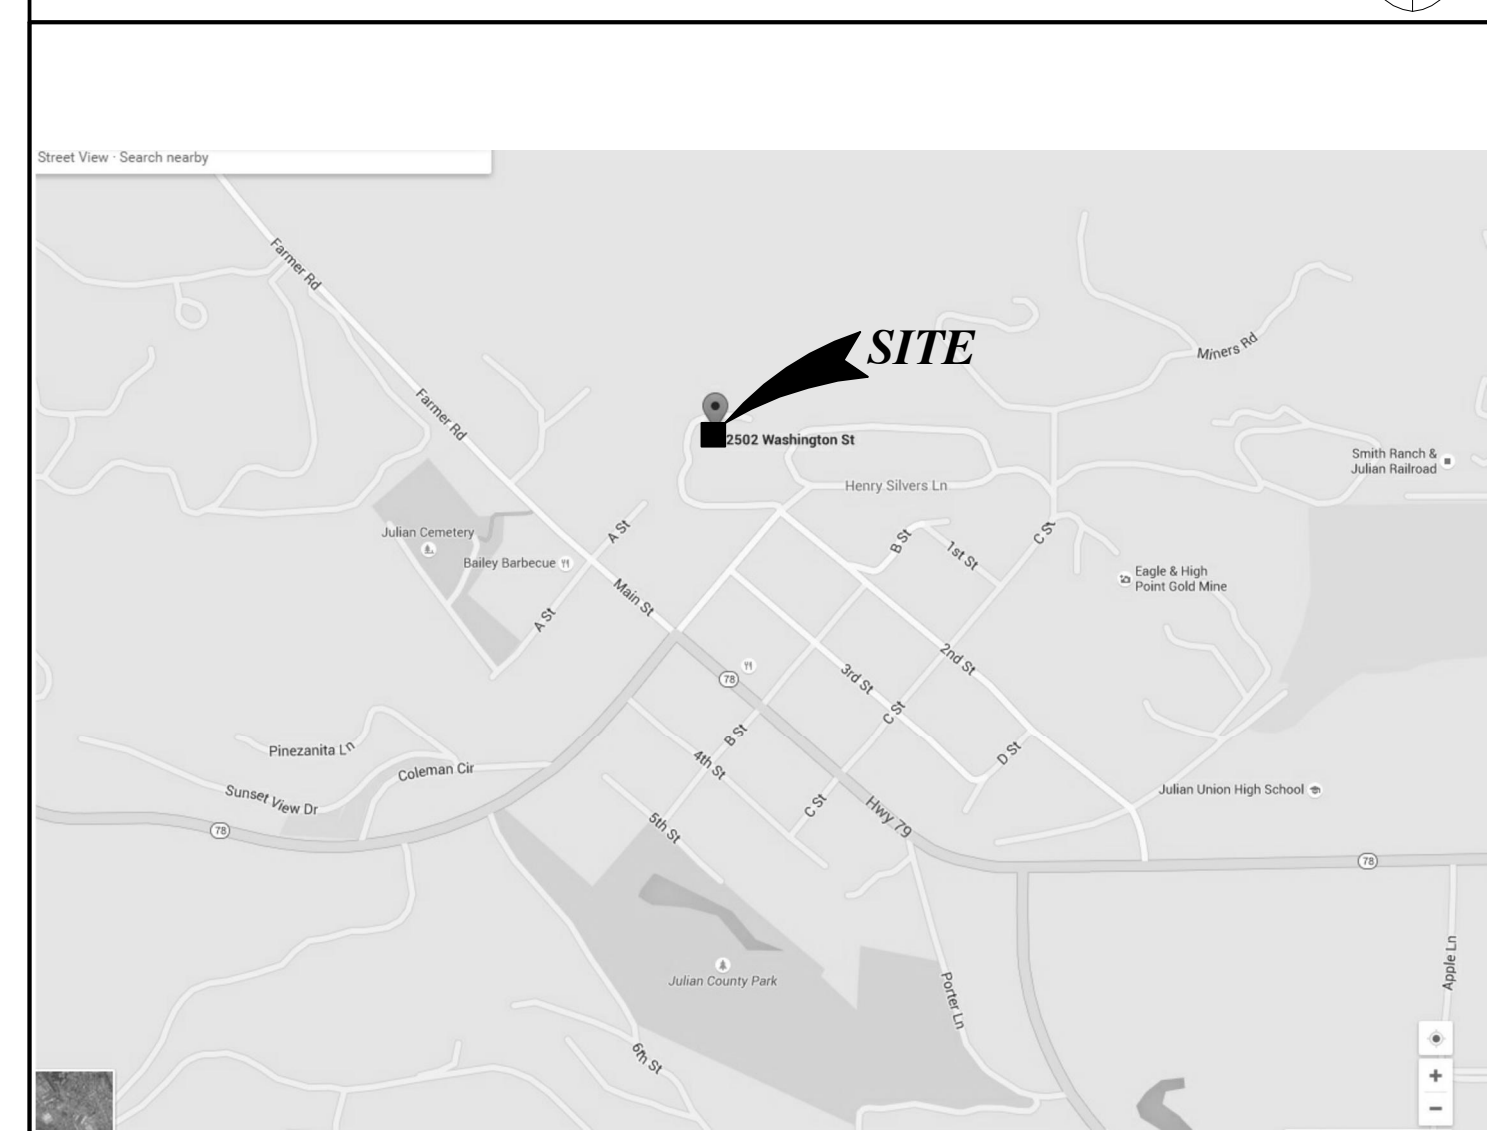 Street View · Search nearby
Farmer Rd
SITE
Miners Rd
Farmer Rd
2502 Washington St
Smith Ranch &
Julian Railroad
Henry Silvers Ln
Julian Cemetery
A St
B St
1st St
C St
Bailey Barbecue
Eagle & High
Point Gold Mine
Main St
A St
2nd St
78
3rd St
C St
B St
Pinezanita Ln
D St
4th St
Coleman Cir
Sunset View Dr
Julian Union High School
C St
Hwy 79
78
5th St
78
Julian County Park
Apple Ln
Porter Ln
6th St
+
−